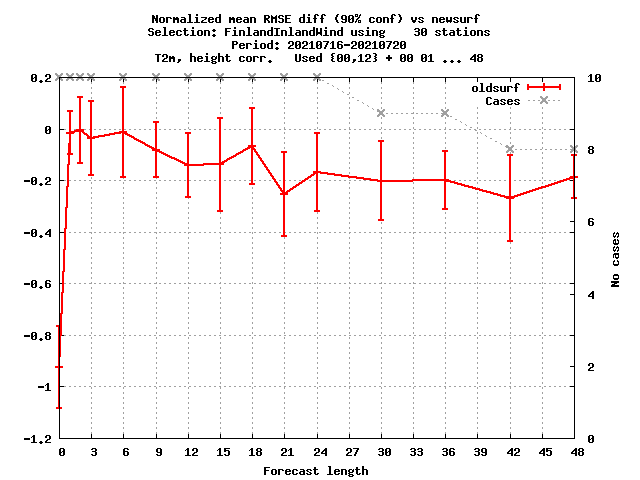 Normalized mean RMSE diff (90% conf) vs newsurf
Selection: FinlandInlandWind using    30 stations
Period: 20210716-20210720
T2m, height corr.   Used {00,12} + 00 01 ... 48
oldsurf
Cases
0,2
0
-0,2
-0,4
-0,6
-0,8
-1
-1,2
10
8
6
4
2
0
No cases
0 3 6 9 12 15 18 21 24 27 30 33 36 39 42 45 48
Forecast length